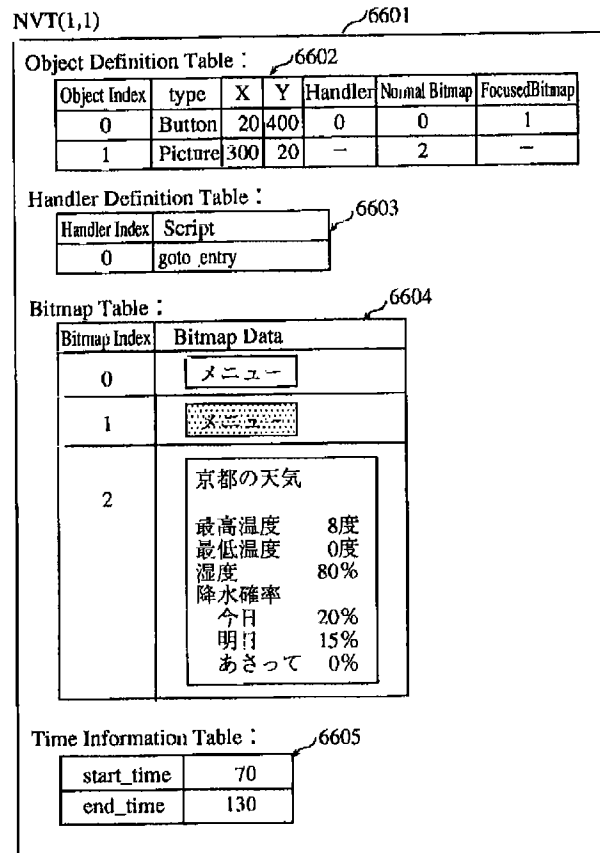 NVT(1,1)
6601
Object Definition Table :
6602
Object Index type X Y Handler Normal Bitmap FocusedBitmap
0 Button 20 400 0 0 1
1 Picture 300 20 − 2 −
Handler Definition Table :
6603
Handler Index Script
0 goto entry
Bitmap Table :
6604
Bitmap Index Bitmap Data
0 メニュー
1 メニュー
2
京都の天気
最高温度 8度
最低温度 0度
湿度 80%
降水確率
今日 20%
明日 15%
あさって 0%
Time Information Table :
6605
start_time 70
end_time 130